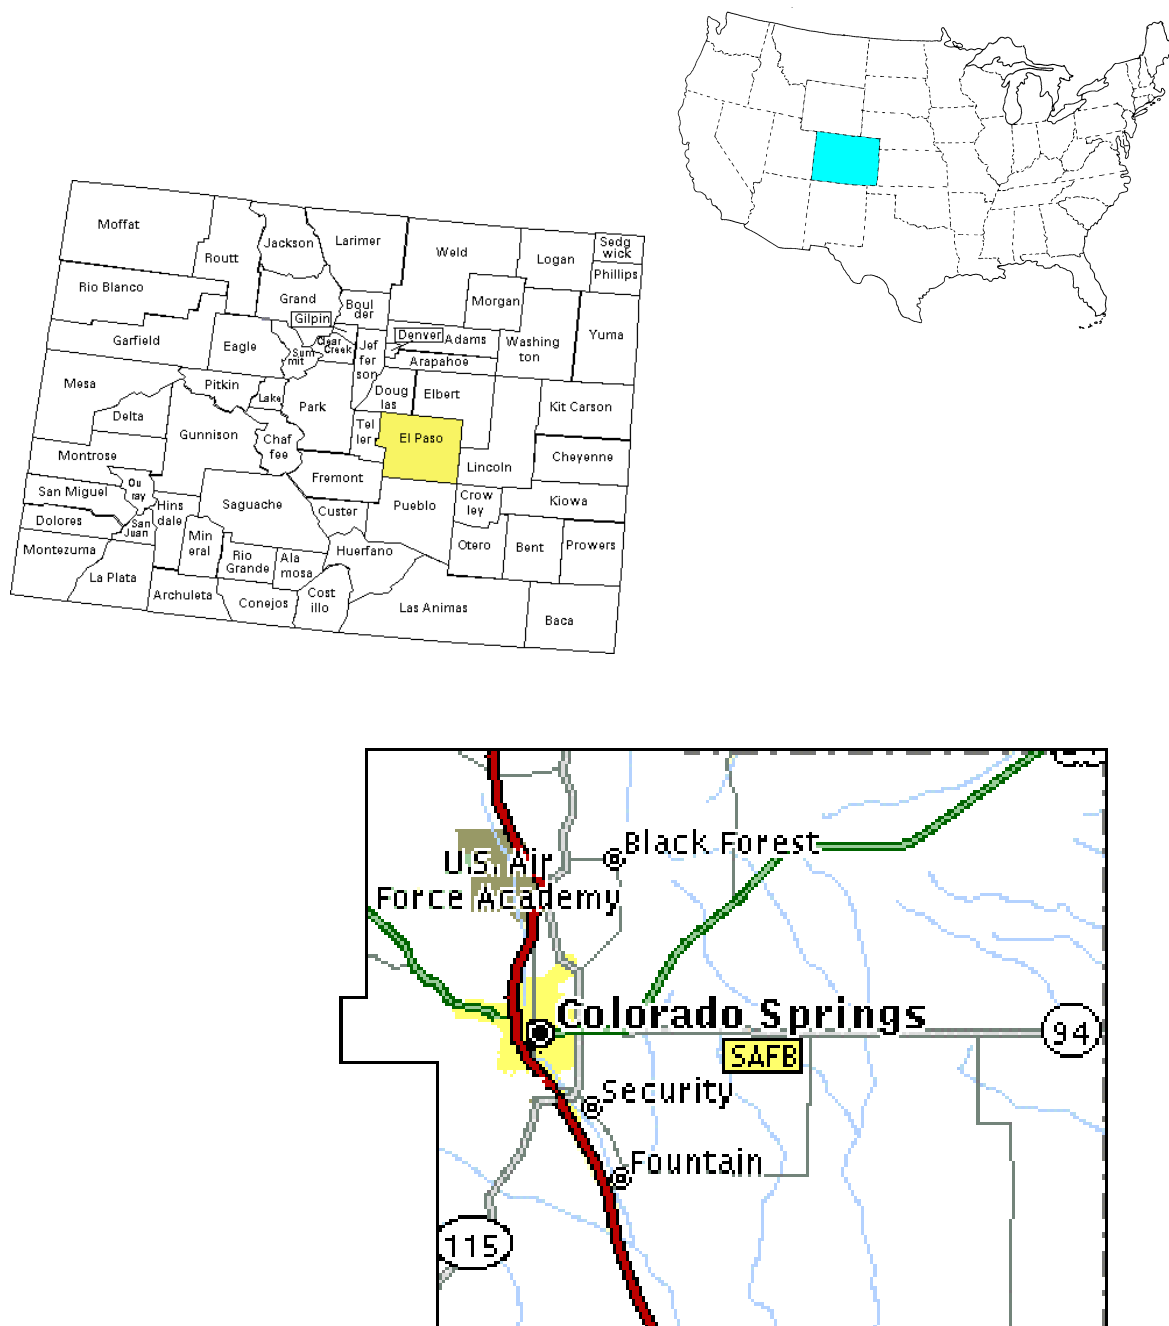 Moffat
Routt
Jackson
Larimer
Weld
Logan
Sedg
wick
Phillips
Rio Blanco
Grand
Boul
der
Morgan
Gilpin
Yuma
Garfield
Eagle
Sum
mit
Clear
Creek
Jef
fer
son
Denver
Adams
Washing
ton
Arapahoe
Mesa
Pitkin
Lake
Park
Doug
las
Elbert
Kit Carson
Delta
Gunnison
Chaf
fee
Tel
ler
El Paso
Lincoln
Cheyenne
Montrose
Ou
ray
Fremont
San Miguel
Hins
dale
Saguache
Custer
Pueblo
Crow
ley
Kiowa
Dolores
San
Juan
Min
eral
Huerfano
Otero
Bent
Prowers
Montezuma
La Plata
Rio
Grande
Ala
mosa
Archuleta
Conejos
Cost
illo
Las Animas
Baca
Black Forest
U.S. Air
Force Academy
Colorado Springs
94
SAFB
Security
Fountain
115